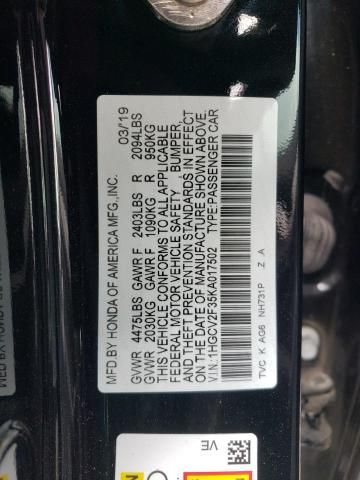 MFD.BY HONDA OF AMERICA MFG.,INC. 03/'19
GVWR 4475LBS GAWR F 2403LBS R 2094LBS
GVWR 2030KG GAWR F 1090KG R 950KG
THIS VEHICLE CONFORMS TO ALL APPLICABLE
FEDERAL MOTOR VEHICLE SAFETY , BUMPER,
AND THEFT PREVENTION STANDARDS IN EFFECT
ON THE DATE OF MANUFACTURE SHOWN ABOVE.
V.I.N.:1HGCV2F35KA017502 TYPE:PASSENGER CAR
TVC K AG6 NH731P Z A
VE